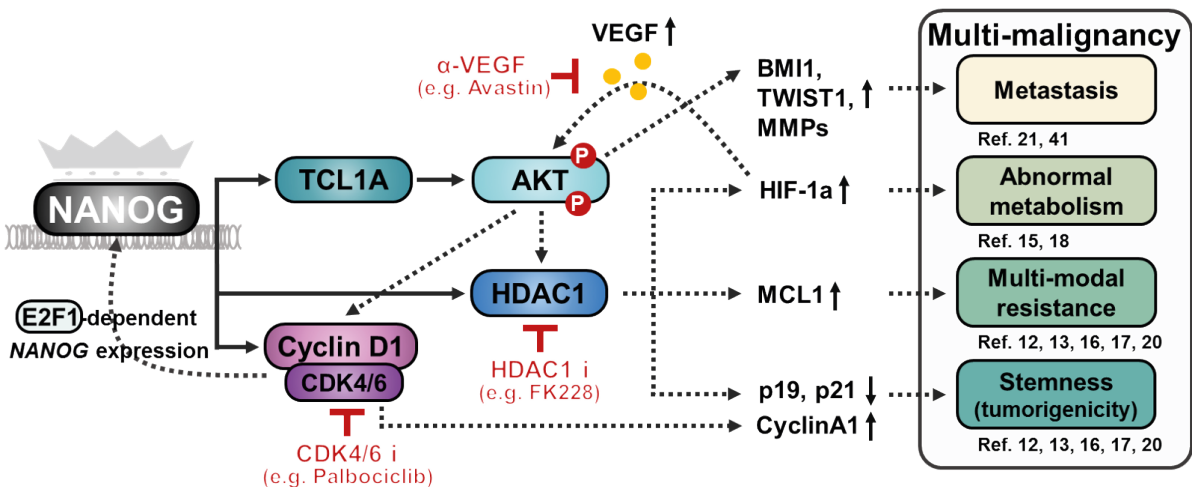 VEGF
Multi-malignancy
α-VEGF
(e.g. Avastin)
BMI1,
TWIST1,
MMPs
Metastasis
Ref. 21, 41
NANOG
TCL1A
AKT
P
P
HIF-1a
Abnormal
metabolism
Ref. 15, 18
HDAC1
MCL1
Multi-modal
resistance
Ref. 12, 13, 16, 17, 20
E2F1-dependent
NANOG expression
Cyclin D1
CDK4/6
HDAC1 i
(e.g. FK228)
p19, p21
CyclinA1
Stemness
(tumorigenicity)
Ref. 12, 13, 16, 17, 20
CDK4/6 i
(e.g. Palbociclib)